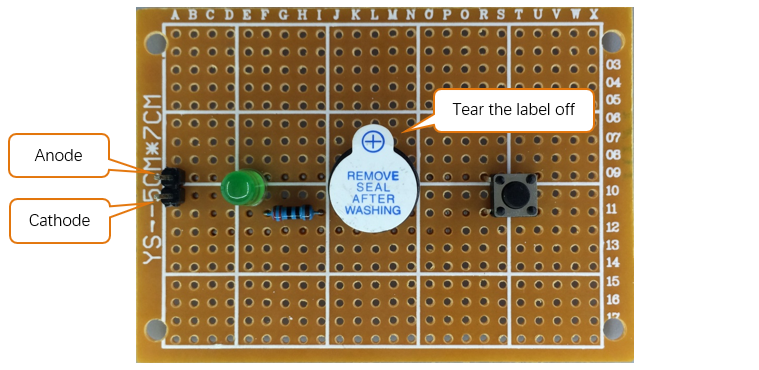 A B C D E F G H I J K L M N O P Q R S T U V W X
03
04
05
06
07
08
09
10
11
12
13
14
15
16
17
YS--5CM*7CM
Anode
Cathode
Tear the label off
REMOVE
SEAL
AFTER
WASHING